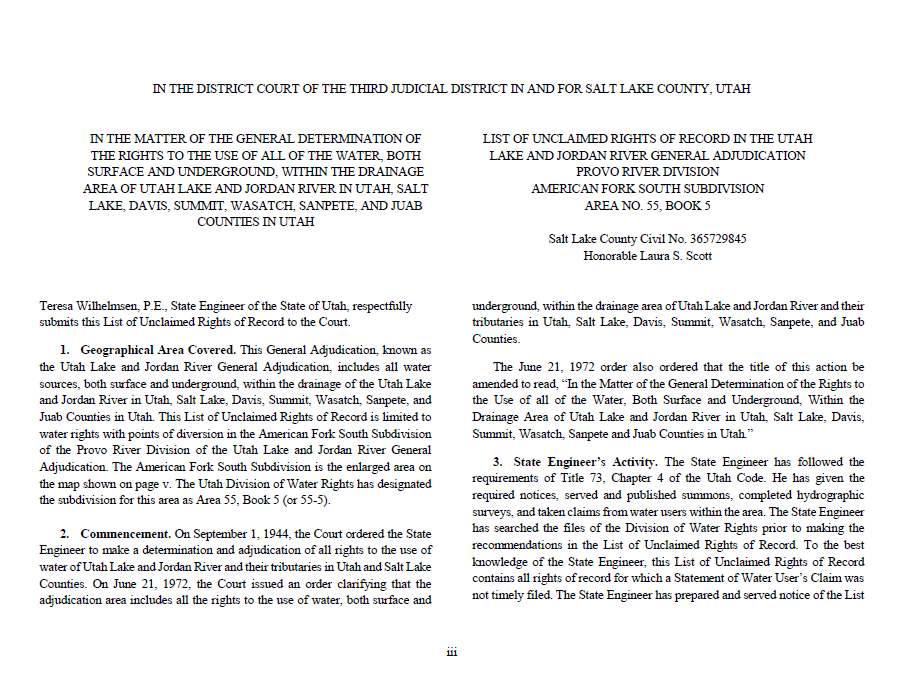 IN THE DISTRICT COURT OF THE THIRD JUDICIAL DISTRICT IN AND FOR SALT LAKE COUNTY, UTAH
IN THE MATTER OF THE GENERAL DETERMINATION OF
THE RIGHTS TO THE USE OF ALL OF THE WATER, BOTH
SURFACE AND UNDERGROUND, WITHIN THE DRAINAGE
AREA OF UTAH LAKE AND JORDAN RIVER IN UTAH, SALT
LAKE, DAVIS, SUMMIT, WASATCH, SANPETE, AND JUAB
COUNTIES IN UTAH
LIST OF UNCLAIMED RIGHTS OF RECORD IN THE UTAH
LAKE AND JORDAN RIVER GENERAL ADJUDICATION
PROVO RIVER DIVISION
AMERICAN FORK SOUTH SUBDIVISION
AREA NO. 55, BOOK 5
Salt Lake County Civil No. 365729845
Honorable Laura S. Scott
Teresa Wilhelmsen, P.E., State Engineer of the State of Utah, respectfully
submits this List of Unclaimed Rights of Record to the Court.
1. Geographical Area Covered. This General Adjudication, known as
the Utah Lake and Jordan River General Adjudication, includes all water
sources, both surface and underground, within the drainage of the Utah Lake
and Jordan River in Utah, Salt Lake, Davis, Summit, Wasatch, Sanpete, and
Juab Counties in Utah. This List of Unclaimed Rights of Record is limited to
water rights with points of diversion in the American Fork South Subdivision
of the Provo River Division of the Utah Lake and Jordan River General
Adjudication. The American Fork South Subdivision is the enlarged area on
the map shown on page v. The Utah Division of Water Rights has designated
the subdivision for this area as Area 55, Book 5 (or 55-5).
2. Commencement. On September 1, 1944, the Court ordered the State
Engineer to make a determination and adjudication of all rights to the use of
water of Utah Lake and Jordan River and their tributaries in Utah and Salt Lake
Counties. On June 21, 1972, the Court issued an order clarifying that the
adjudication area includes all the rights to the use of water, both surface and
underground, within the drainage area of Utah Lake and Jordan River and their
tributaries in Utah, Salt Lake, Davis, Summit, Wasatch, Sanpete, and Juab
Counties.
The June 21, 1972 order also ordered that the title of this action be
amended to read, “In the Matter of the General Determination of the Rights to
the Use of all of the Water, Both Surface and Underground, Within the
Drainage Area of Utah Lake and Jordan River in Utah, Salt Lake, Davis,
Summit, Wasatch, Sanpete and Juab Counties in Utah.”
3. State Engineer’s Activity. The State Engineer has followed the
requirements of Title 73, Chapter 4 of the Utah Code. He has given the
required notices, served and published summons, completed hydrographic
surveys, and taken claims from water users within the area. The State Engineer
has searched the files of the Division of Water Rights prior to making the
recommendations in the List of Unclaimed Rights of Record. To the best
knowledge of the State Engineer, this List of Unclaimed Rights of Record
contains all rights of record for which a Statement of Water User’s Claim was
not timely filed. The State Engineer has prepared and served notice of the List
iii